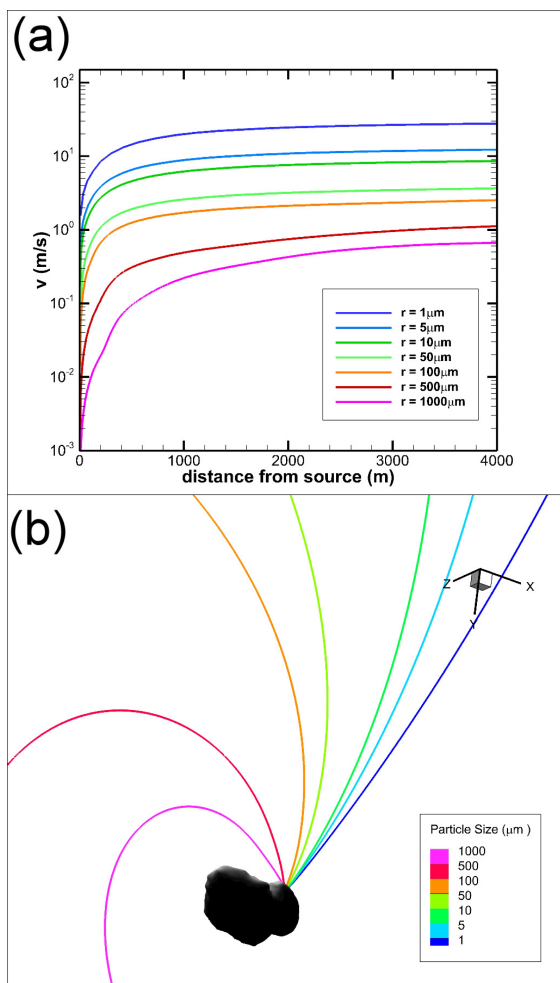 (a)
10²
10¹
10⁰
10⁻¹
10⁻²
10⁻³
v (m/s)
r = 1μm
r = 5μm
r = 10μm
r = 50μm
r = 100μm
r = 500μm
r = 1000μm
0 1000 2000 3000 4000
distance from source (m)
(b)
Z X
Y
Particle Size (μm )
1000
500
100
50
10
5
1